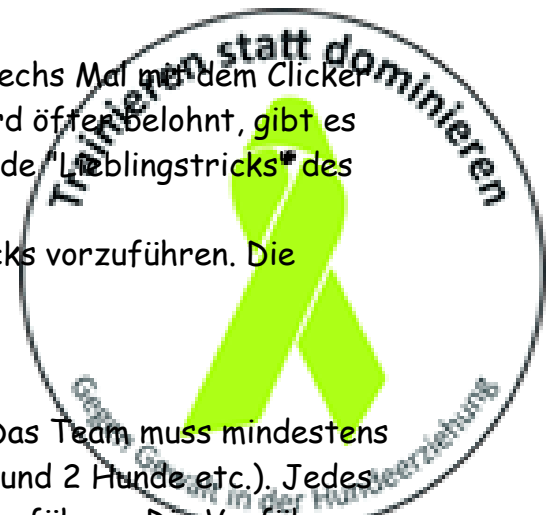 Trainieren statt dominieren
echs Mal mit dem Clicker
rd öfter belohnt, gibt es
de "Lieblingstricks" des
cks vorzuführen. Die
Das Team muss mindestens
und 2 Hunde etc.). Jedes
Gegen Gewalt in der Hundeerziehung